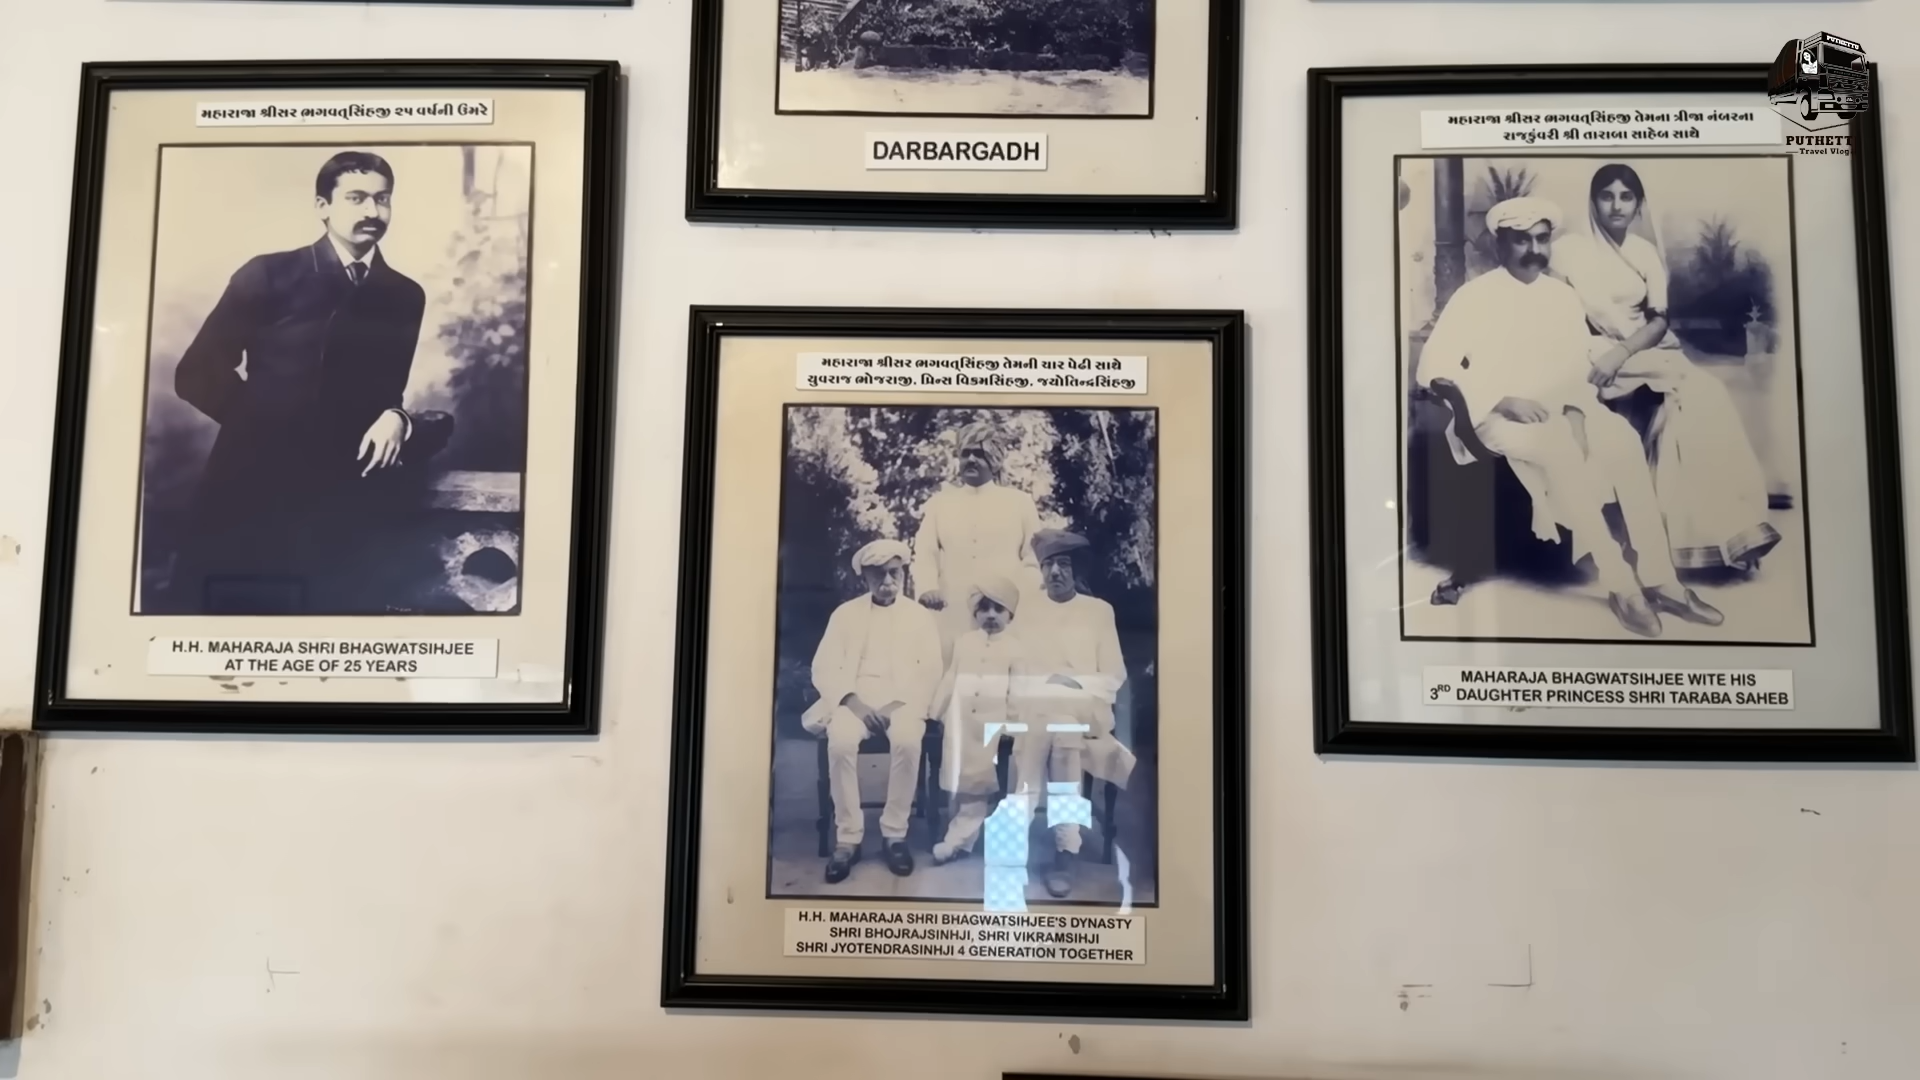 મહારાજા શ્રીસર ભગવત્સિંહજી ૨૫ વર્ષની ઉંમરે
H.H. MAHARAJA SHRI BHAGWATSIHJEE
AT THE AGE OF 25 YEARS
DARBARGADH
મહારાજા શ્રીસર ભગવત્સિંહજી તેમની ચાર પેઢી સાથે
યુવરાજ ભોજરાજી, પ્રિન્સ વિક્રમસિંહજી, જ્યોતિન્દ્રસિંહજી
H.H. MAHARAJA SHRI BHAGWATSIHJEE'S DYNASTY
SHRI BHOJRAJSINHJI, SHRI VIKRAMSIHJI
SHRI JYOTENDRASINHJI 4 GENERATION TOGETHER
મહારાજા શ્રીસર ભગવત્સિંહજી તેમના ત્રીજા નંબરના
રાજકુંવરી શ્રી તારાબા સાહેબ સાથે
MAHARAJA BHAGWATSIHJEE WITE HIS
3RD DAUGHTER PRINCESS SHRI TARABA SAHEB
PUTHETTU
PUTHETTU
Travel Vlog